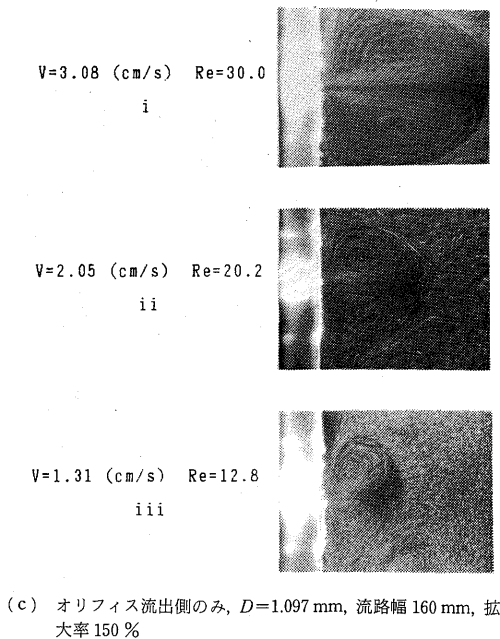 V=3.08 (cm/s) Re=30.0
i
V=2.05 (cm/s) Re=20.2
ii
V=1.31 (cm/s) Re=12.8
iii
(c) オリフィス流出側のみ, D=1.097 mm, 流路幅 160 mm, 拡
大率 150 %